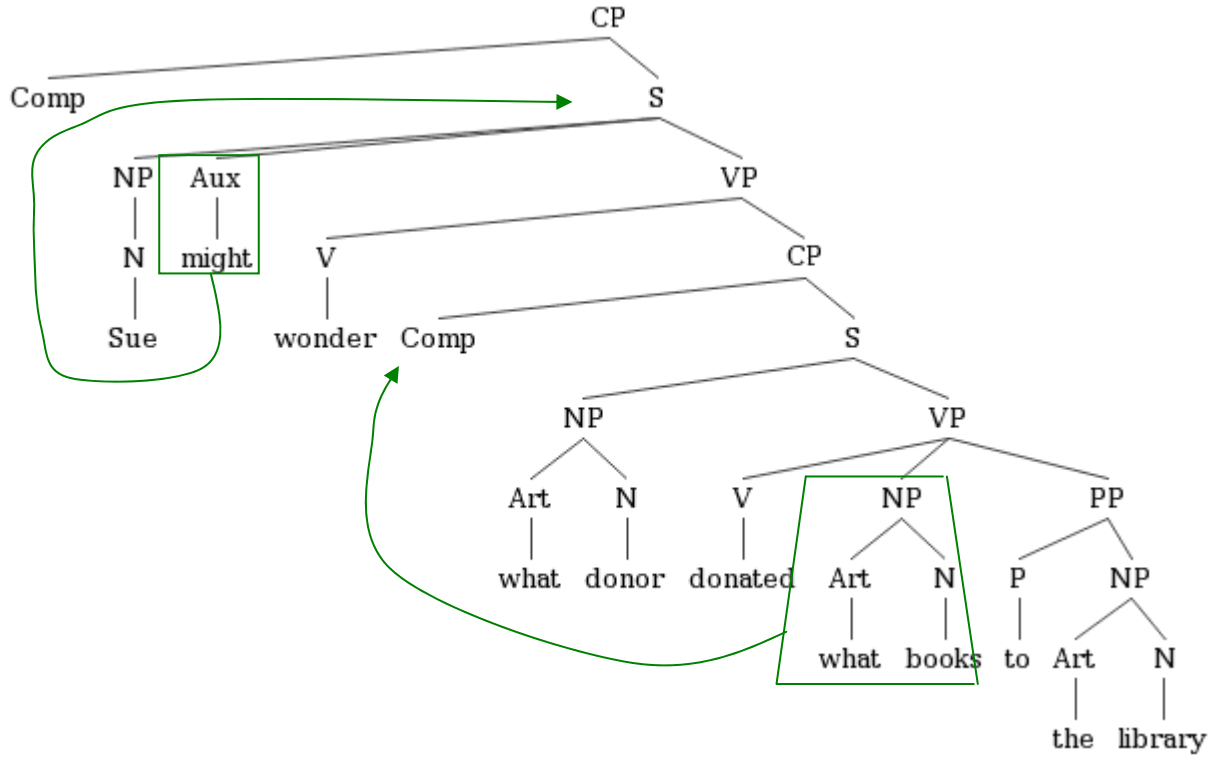 CP
Comp S
NP Aux VP
N might V CP
Sue wonder Comp S
NP VP
Art N V NP PP
what donor donated Art N P NP
what books to Art N
the library